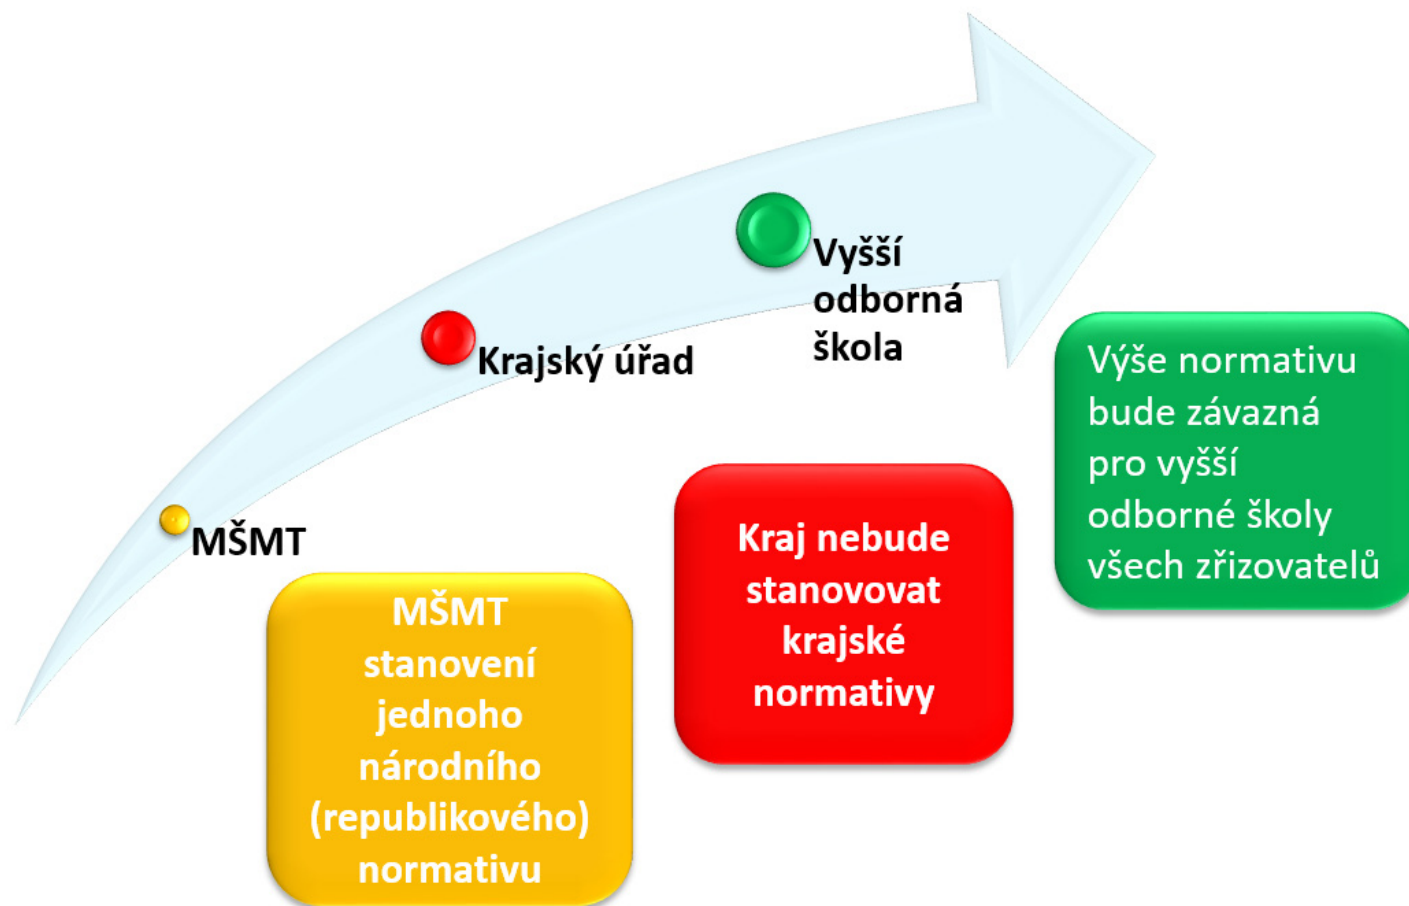 MŠMT
Krajský úřad
Vyšší
odborná
škola
MŠMT
stanovení
jednoho
národního
(republikového)
normativu
Kraj nebude
stanovovat
krajské
normativy
Výše normativu
bude závazná
pro vyšší
odborné školy
všech zřizovatelů